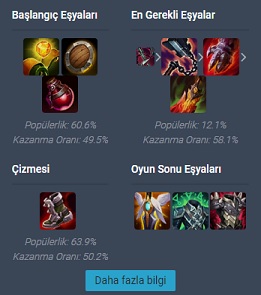 Başlangıç Eşyaları
En Gerekli Eşyalar
Popülerlik: 60.6%
Kazanma Oranı: 49.5%
Popülerlik: 12.1%
Kazanma Oranı: 58.1%
Çizmesi
Oyun Sonu Eşyaları
Popülerlik: 63.9%
Kazanma Oranı: 50.2%
Daha fazla bilgi